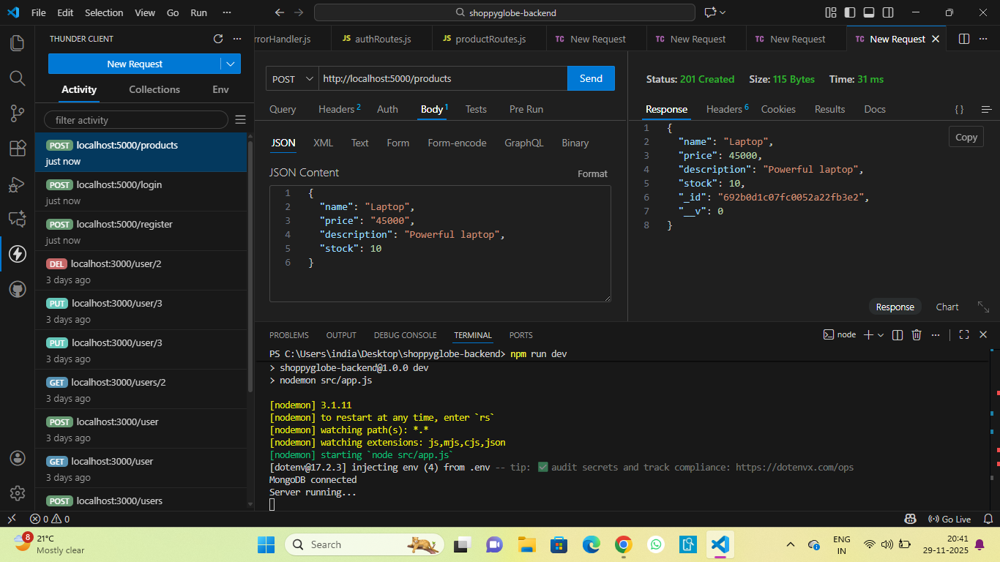 File Edit Selection View Go Run ···
shoppyglobe-backend
THUNDER CLIENT
New Request
Activity Collections Env
filter activity
POST localhost:5000/products
just now
POST localhost:5000/login
just now
POST localhost:5000/register
just now
DEL localhost:3000/user/2
3 days ago
PUT localhost:3000/user/3
3 days ago
PUT localhost:3000/user/3
3 days ago
GET localhost:3000/users/2
3 days ago
POST localhost:3000/user
3 days ago
GET localhost:3000/user
3 days ago
POST localhost:3000/users
rrorHandler.js JS authRoutes.js JS productRoutes.js TC New Request TC New Request TC New Request TC New Request
POST http://localhost:5000/products Send
Query Headers 2 Auth Body 1 Tests Pre Run
JSON XML Text Form Form-encode GraphQL Binary
JSON Content Format
1 {
2 "name": "Laptop",
3 "price": "45000",
4 "description": "Powerful laptop",
5 "stock": 10
6 }
Status: 201 Created Size: 115 Bytes Time: 31 ms
Response Headers 6 Cookies Results Docs {}
Copy
1 {
2 "name": "Laptop",
3 "price": 45000,
4 "description": "Powerful laptop",
5 "stock": 10,
6 "_id": "692b0d1c07fc0052a22fb3e2",
7 "__v": 0
8 }
Response Chart
PROBLEMS OUTPUT DEBUG CONSOLE TERMINAL PORTS
node
PS C:\Users\india\Desktop\shoppyglobe-backend> npm run dev
> shoppyglobe-backend@1.0.0 dev
> nodemon src/app.js
[nodemon] 3.1.11
[nodemon] to restart at any time, enter `rs`
[nodemon] watching path(s): *.*
[nodemon] watching extensions: js,mjs,cjs,json
[nodemon] starting `node src/app.js`
[dotenv@17.2.3] injecting env (4) from .env -- tip: ✅ audit secrets and track compliance: https://dotenvx.com/ops
MongoDB connected
Server running...
0 0
Go Live
8
21°C
Mostly clear
Search
ENG
IN
20:41
29-11-2025